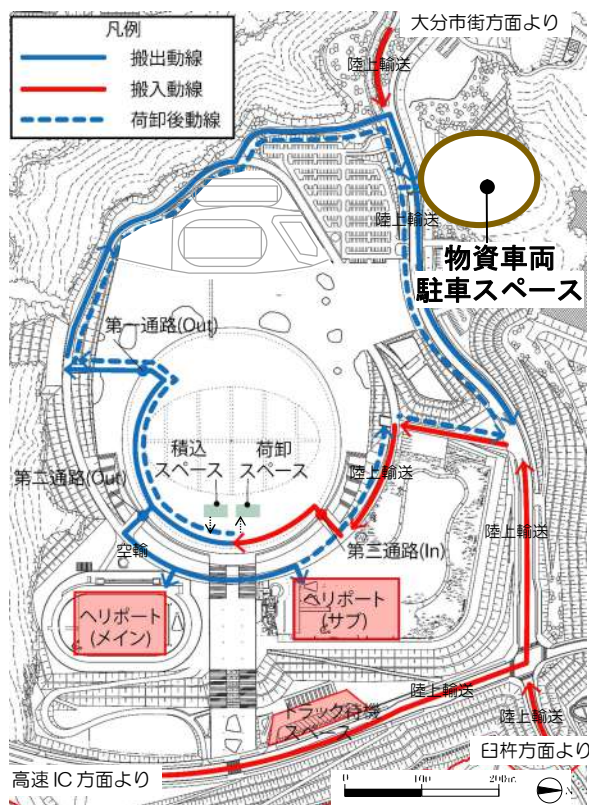 大分市街方面より
凡例
搬出動線
搬入動線
荷卸後動線
陸上輸送
陸上輸送
物資車両
駐車スペース
第一通路(Out)
積込
スペース
荷卸
スペース
陸上輸送
第二通路(Out)
空輸
第三通路(In)
陸上輸送
ヘリポート
(メイン)
ヘリポート
(サブ)
陸上輸送
トラック待機
スペース
陸上輸送
臼杵方面より
高速IC方面より
0 100 200m
N